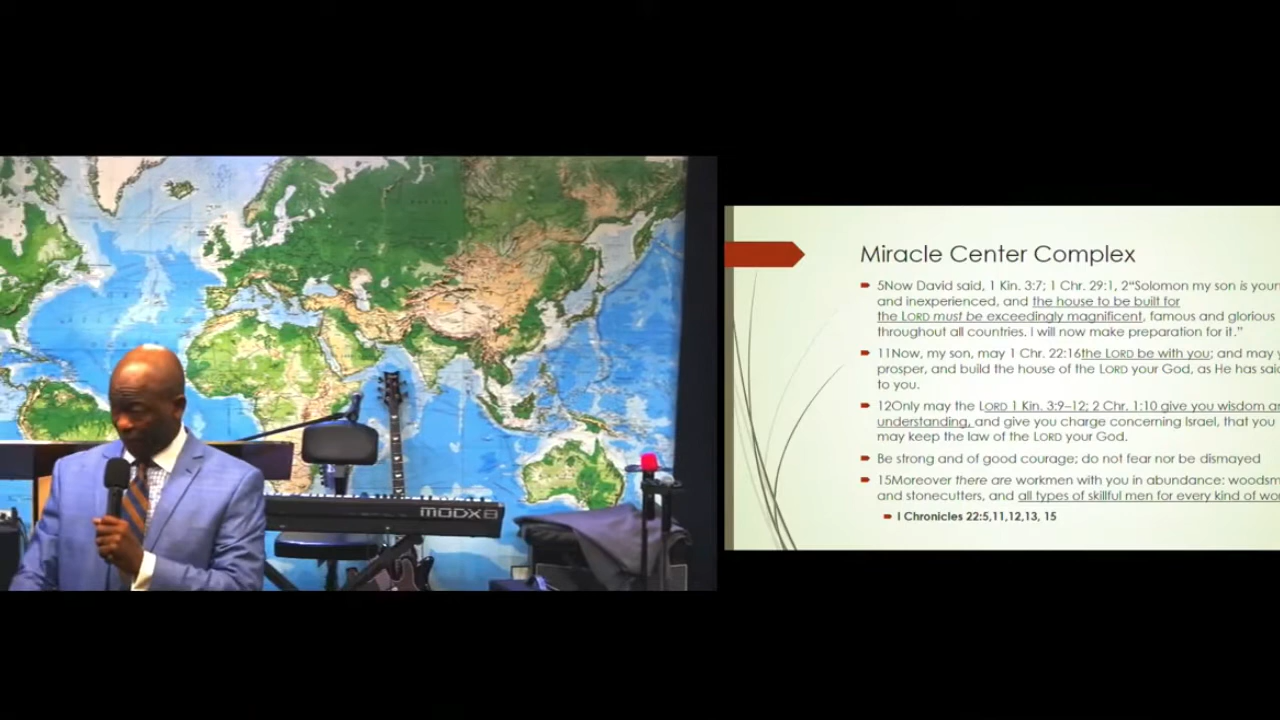 MODX8
Miracle Center Complex
5Now David said, 1 Kin. 3:7; 1 Chr. 29:1, 2“Solomon my son is
and inexperienced, and the house to be built for
the LORD must be exceedingly magnificent, famous and glorious
throughout all countries. I will now make preparation for it.”
11Now, my son, may 1 Chr. 22:16the LORD be with you; and may
prosper, and build the house of the LORD your God, as He has
to you.
12Only may the LORD 1 Kin. 3:9–12; 2 Chr. 1:10 give you wisdom
understanding, and give you charge concerning Israel, that you
may keep the law of the LORD your God.
Be strong and of good courage; do not fear nor be dismayed
15Moreover there are workmen with you in abundance:
and stonecutters, and all types of skillful men for every kind of
I Chronicles 22:5,11,12,13, 15